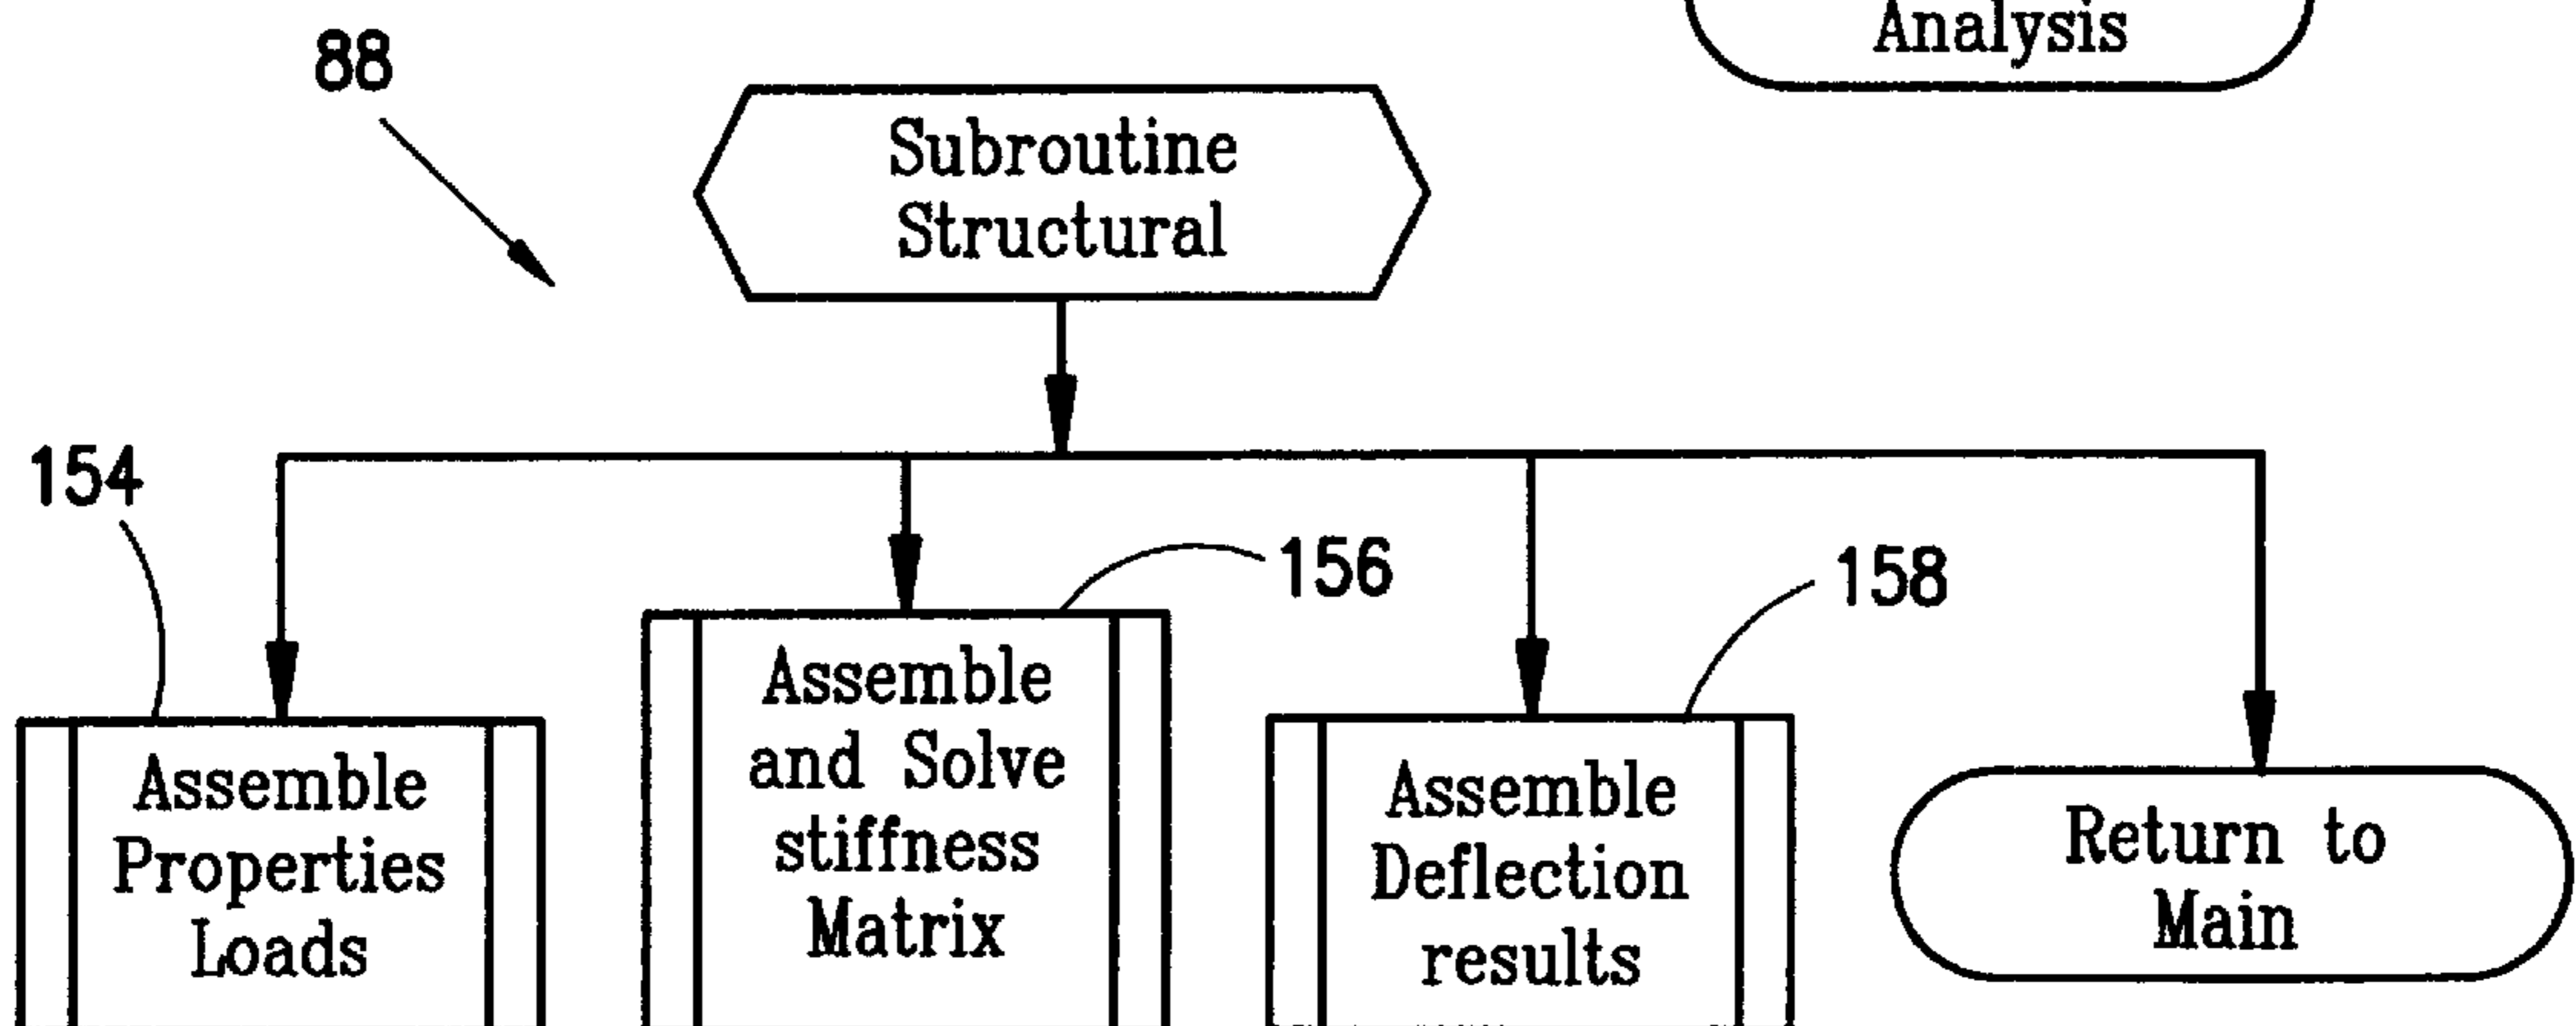 Analysis
88
Subroutine
Structural
154
156
158
Assemble
Properties
Loads
Assemble
and Solve
stiffness
Matrix
Assemble
Deflection
results
Return to
Main